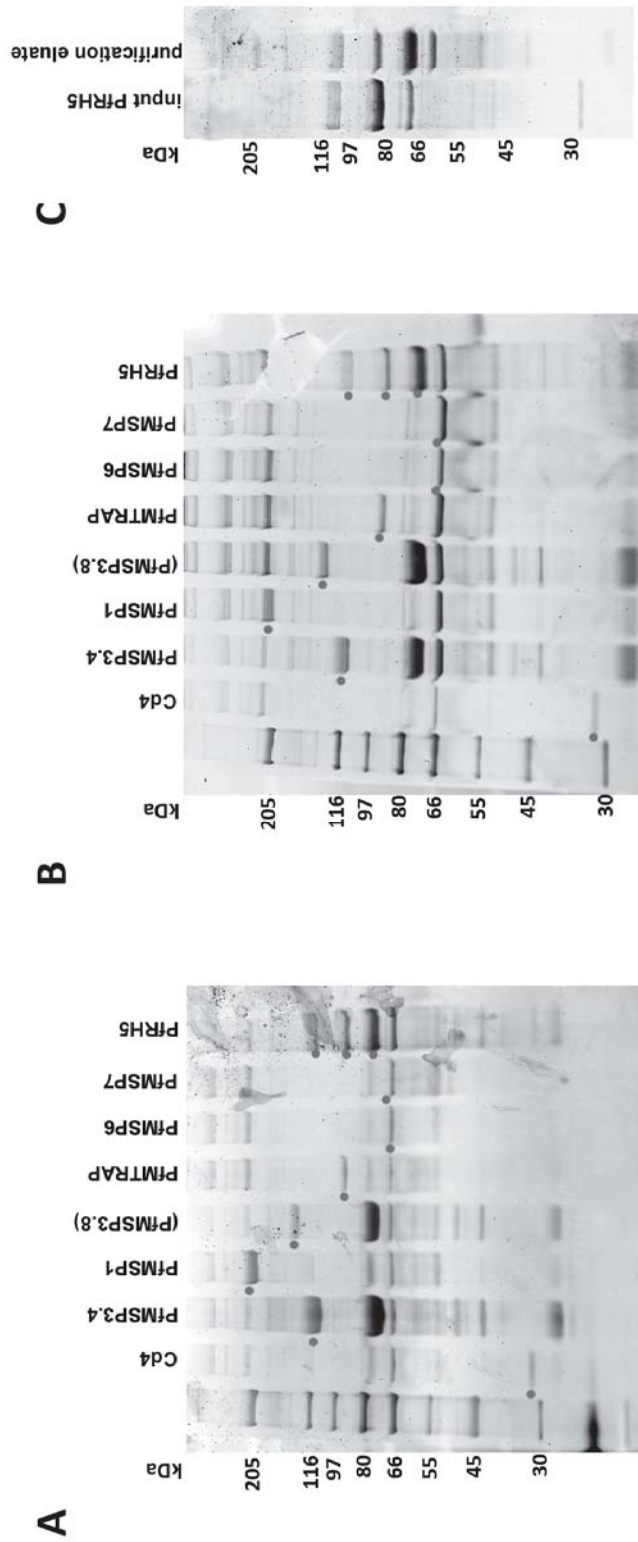 A
kDa
205
116
97
80
66
55
45
30
Cd4
PfMSP3.4
PfMSP1
(PfMSP3.8)
PfMTRAP
PfMSP6
PfMSP7
PfRH5
B
kDa
205
116
97
80
66
55
45
30
Cd4
PfMSP3.4
PfMSP1
(PfMSP3.8)
PfMTRAP
PfMSP6
PfMSP7
PfRH5
C
kDa
205
116
97
80
66
55
45
30
input PfRH5
purification eluate